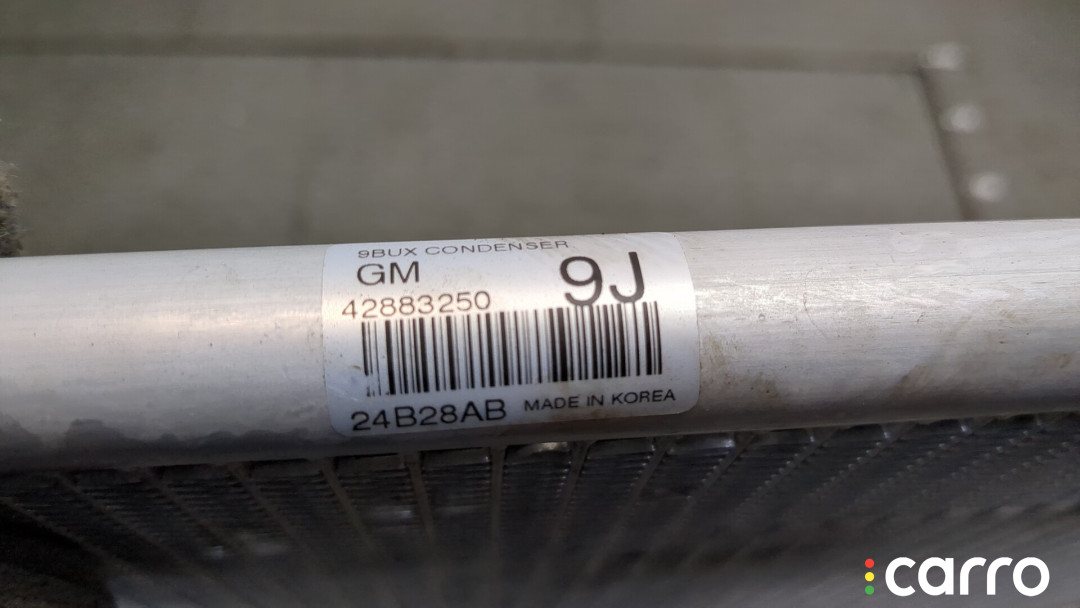 9BUX CONDENSER
GM
9J
42883250
24B28AB MADE IN KOREA
carro